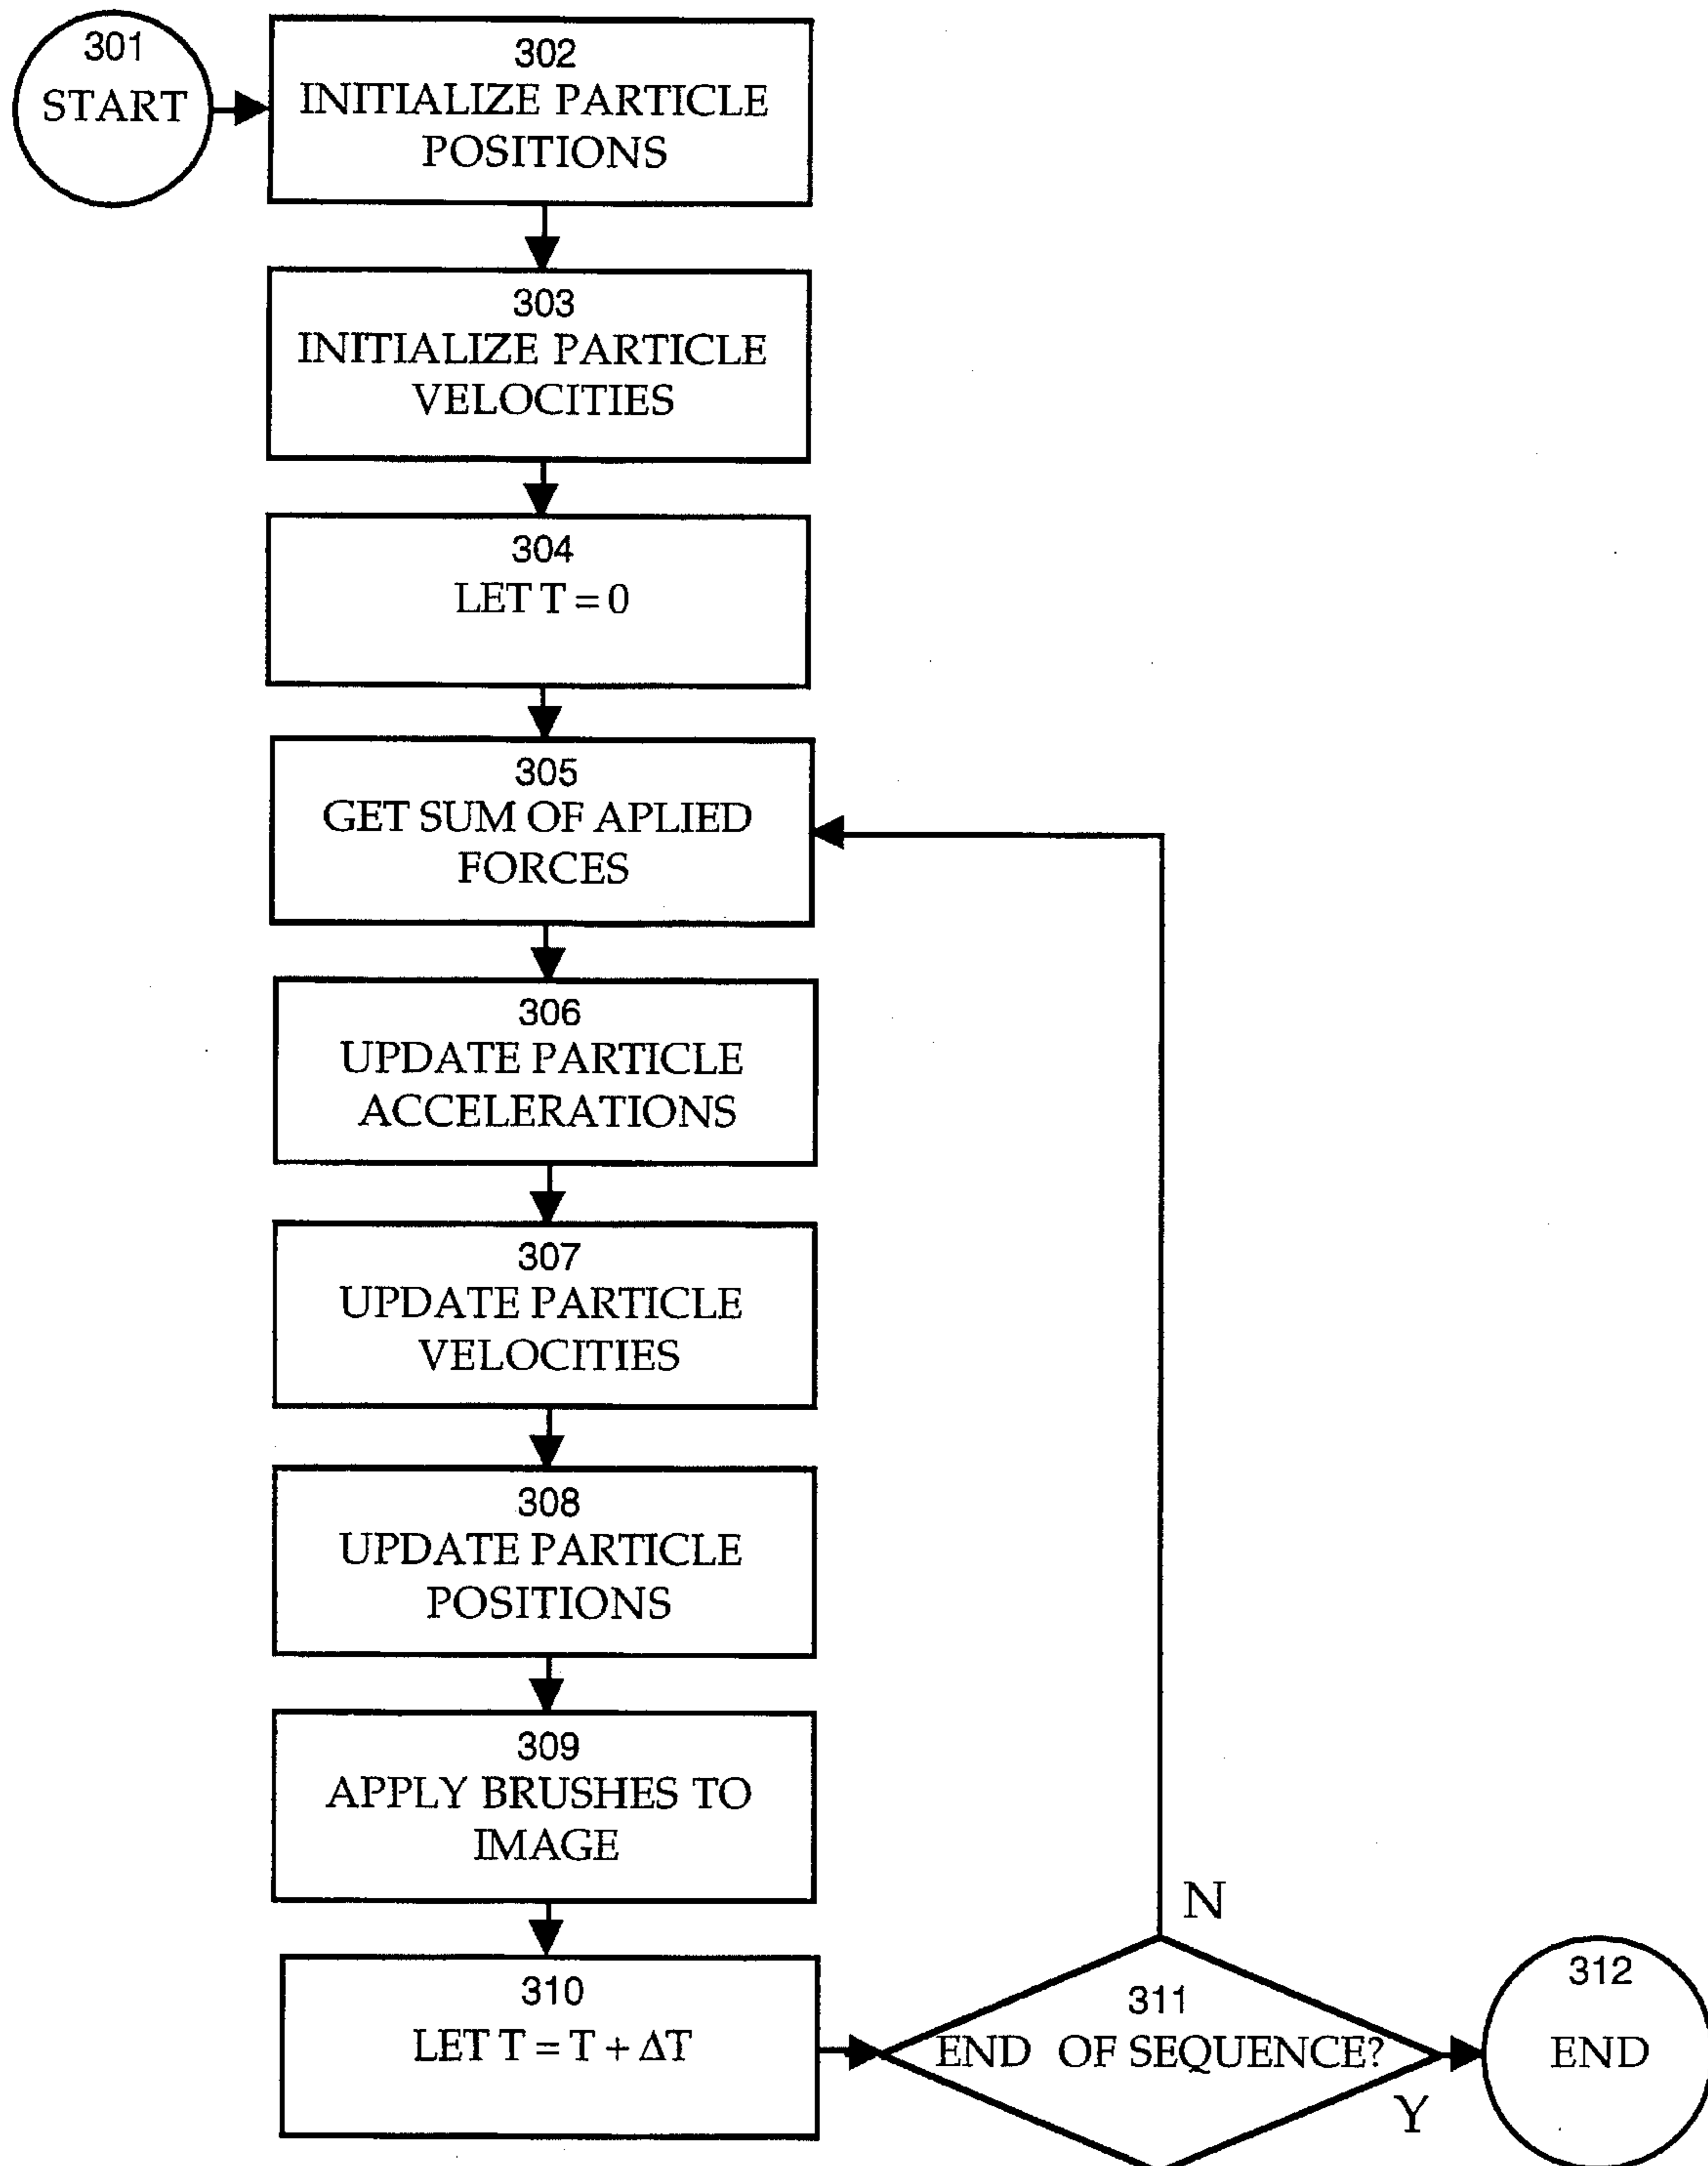 301
START
302
INITIALIZE PARTICLE
POSITIONS
303
INITIALIZE PARTICLE
VELOCITIES
304
LET T = 0
305
GET SUM OF APLIED
FORCES
306
UPDATE PARTICLE
ACCELERATIONS
307
UPDATE PARTICLE
VELOCITIES
308
UPDATE PARTICLE
POSITIONS
309
APPLY BRUSHES TO
IMAGE
310
LET T = T + ΔT
N
311
END OF SEQUENCE?
Y
312
END